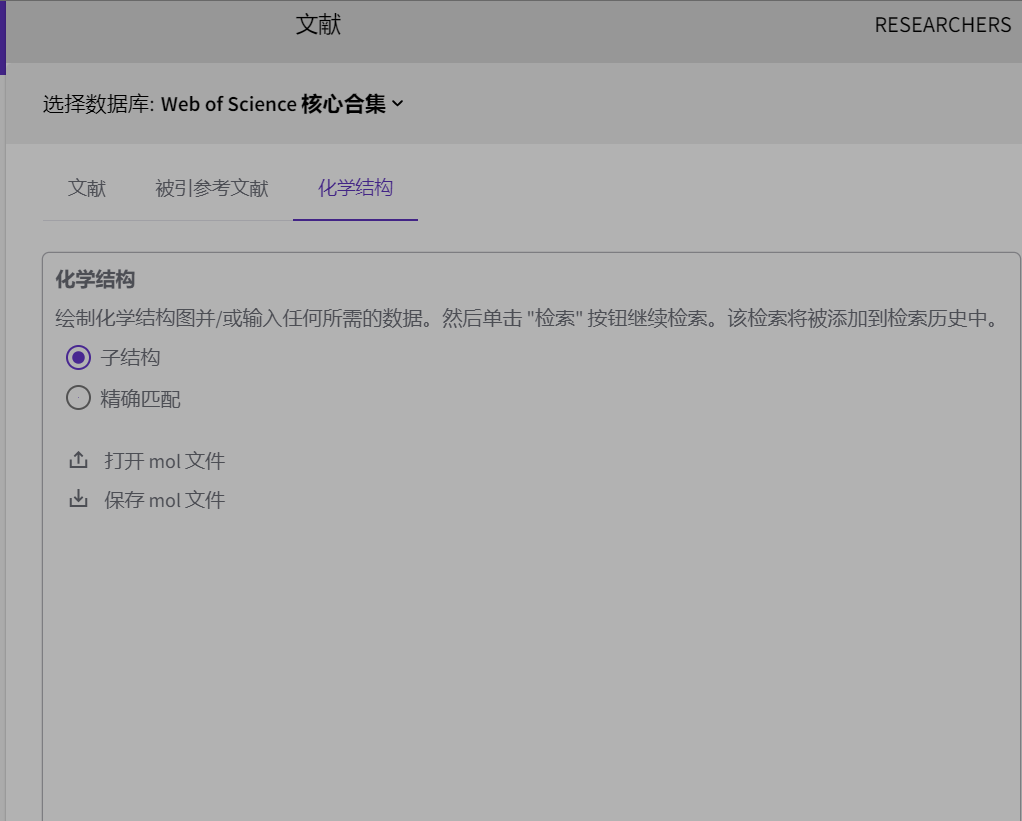 文献
RESEARCHERS
选择数据库: Web of Science 核心合集
文献
被引参考文献
化学结构
化学结构
绘制化学结构图并/或输入任何所需的数据。然后单击 "检索" 按钮继续检索。该检索将被添加到检索历史中。
子结构
精确匹配
打开 mol 文件
保存 mol 文件